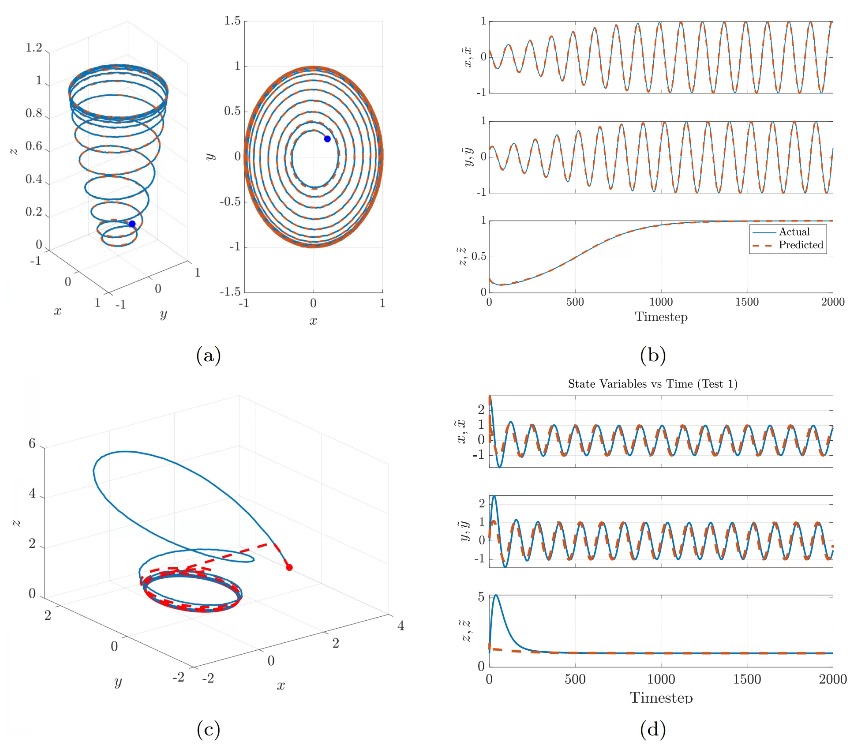 1.2
1
0.8
0.6
0.4
0.2
0
z
-1
0
1
x
-1
0
1
y
1.5
1
0.5
0
-0.5
-1
-1.5
y
-1
0
1
x
(a)
1
0
-1
x, x̃
1
0
-1
y, ỹ
1
0.5
0
z, z̃
Actual
Predicted
0
500
1000
1500
2000
Timestep
(b)
6
4
2
0
z
2
0
-2
y
-2
0
2
4
x
(c)
State Variables vs Time (Test 1)
2
1
0
-1
x, x̃
2
1
0
-1
y, ỹ
5
0
z, z̃
0
500
1000
1500
2000
Timestep
(d)